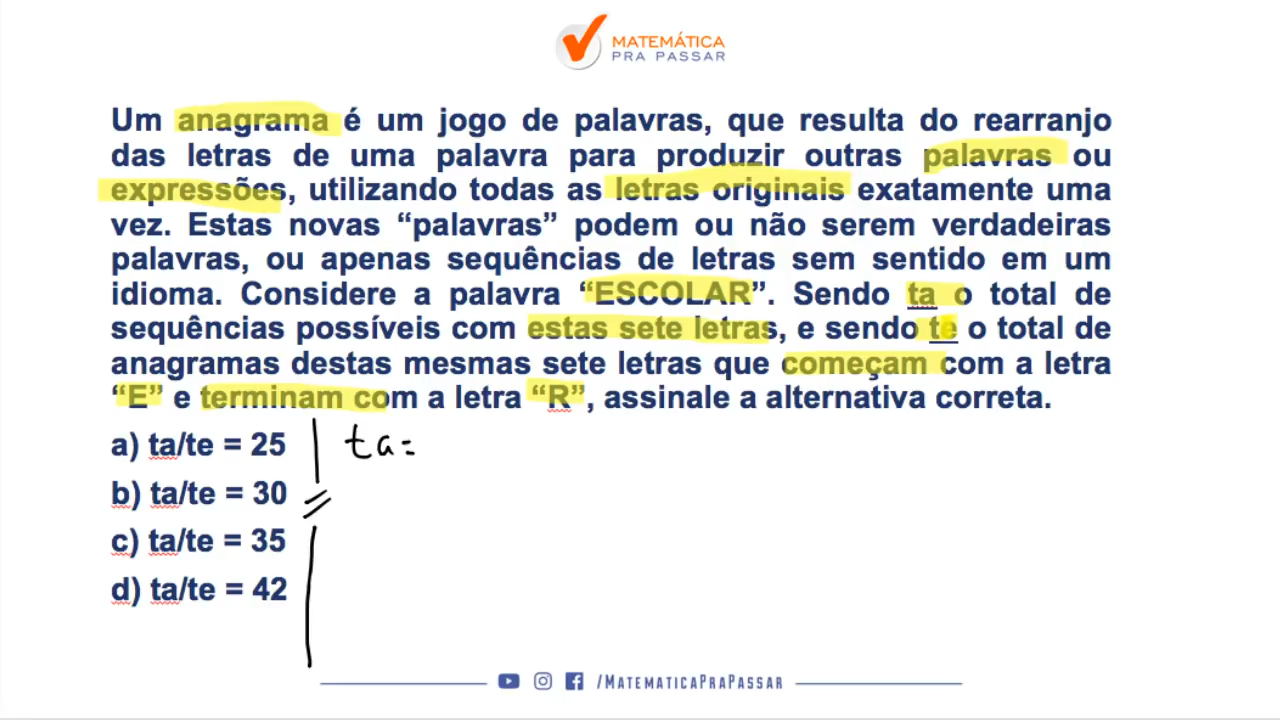 MATEMÁTICA
PRA PASSAR
Um anagrama é um jogo de palavras, que resulta do rearranjo
das letras de uma palavra para produzir outras palavras ou
expressões, utilizando todas as letras originais exatamente uma
vez. Estas novas “palavras” podem ou não serem verdadeiras
palavras, ou apenas sequências de letras sem sentido em um
idioma. Considere a palavra “ESCOLAR”. Sendo ta o total de
sequências possíveis com estas sete letras, e sendo te o total de
anagramas destas mesmas sete letras que começam com a letra
“E” e terminam com a letra “R”, assinale a alternativa correta.
a) ta/te = 25
ta=
b) ta/te = 30
c) ta/te = 35
d) ta/te = 42
/MATEMATICAPRAPASSAR